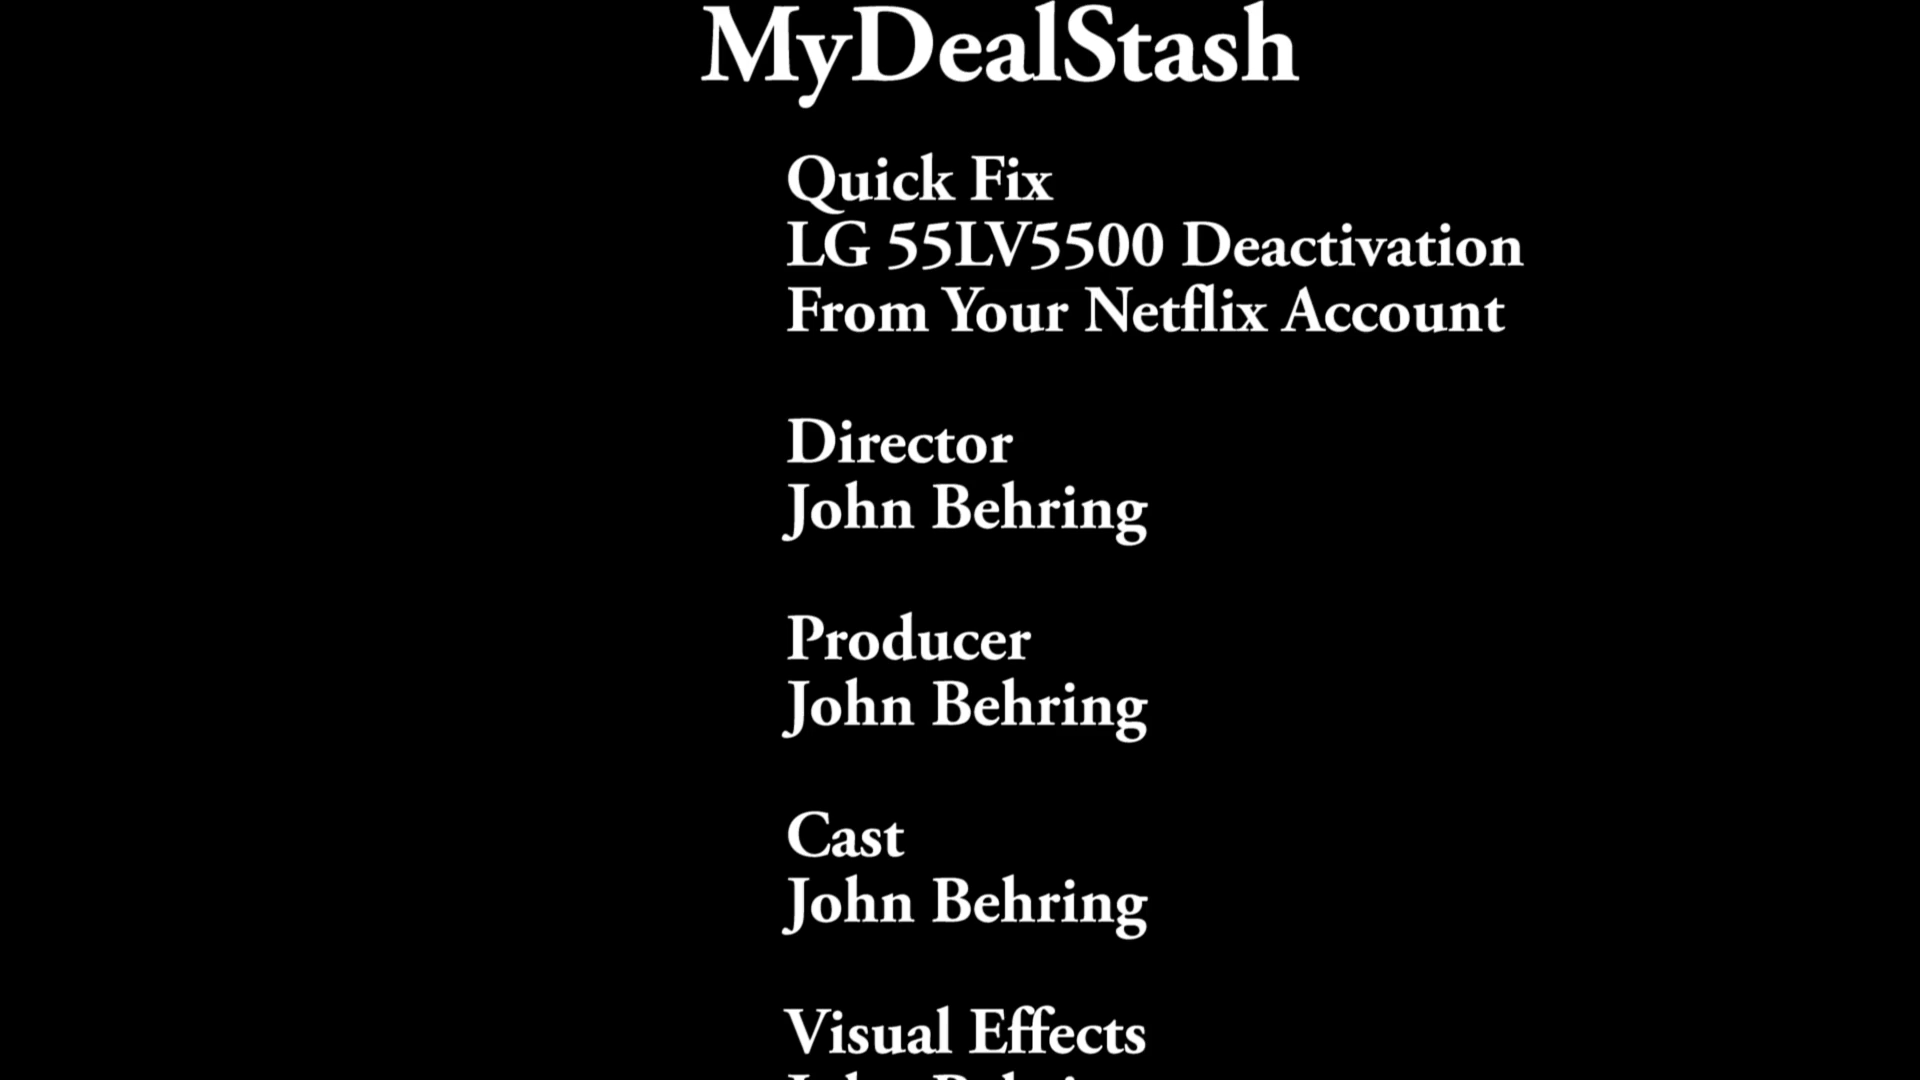 MyDealStash
Quick Fix
LG 55LV5500 Deactivation
From Your Netflix Account
Director
John Behring
Producer
John Behring
Cast
John Behring
Visual Effects